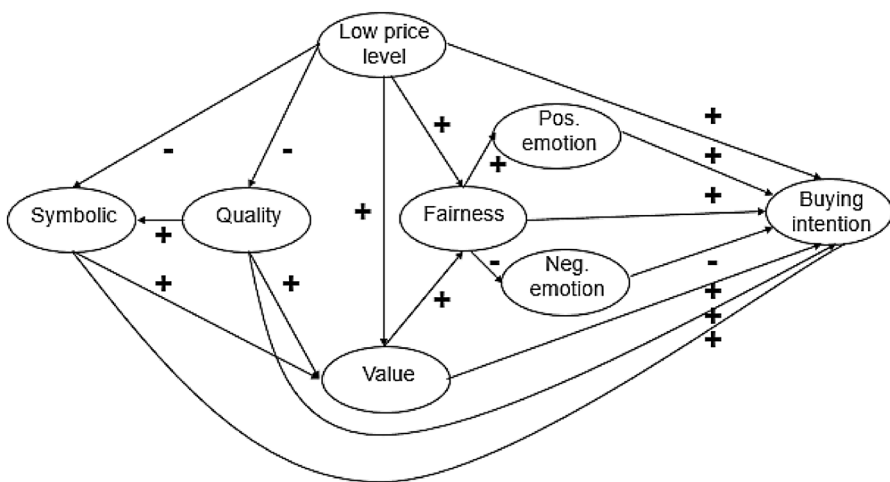 Low price
level
+
Pos.
emotion
+
-
-
+
+
+
+
Symbolic
Quality
+
Fairness
Buying
intention
+
-
Neg.
emotion
-
+
+
+
+
+
+
Value